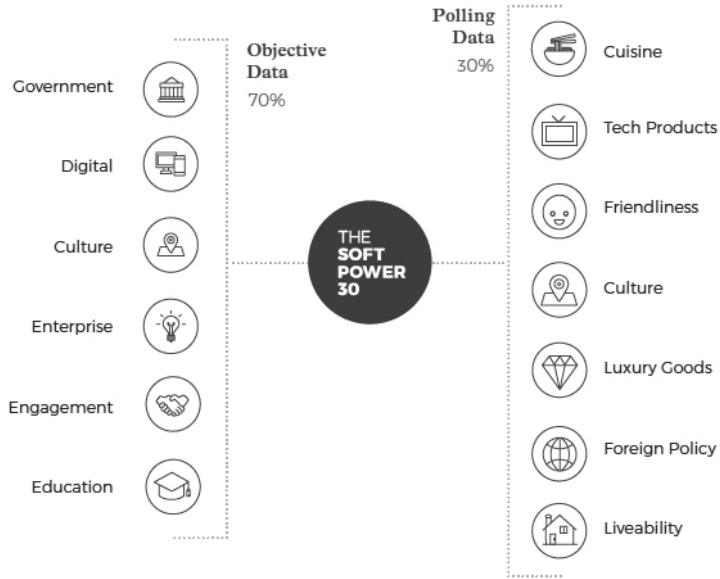 Objective
Data
70%
Government
Digital
Culture
Enterprise
Engagement
Education
THE
SOFT
POWER
30
Polling
Data
30%
Cuisine
Tech Products
Friendliness
Culture
Luxury Goods
Foreign Policy
Liveability